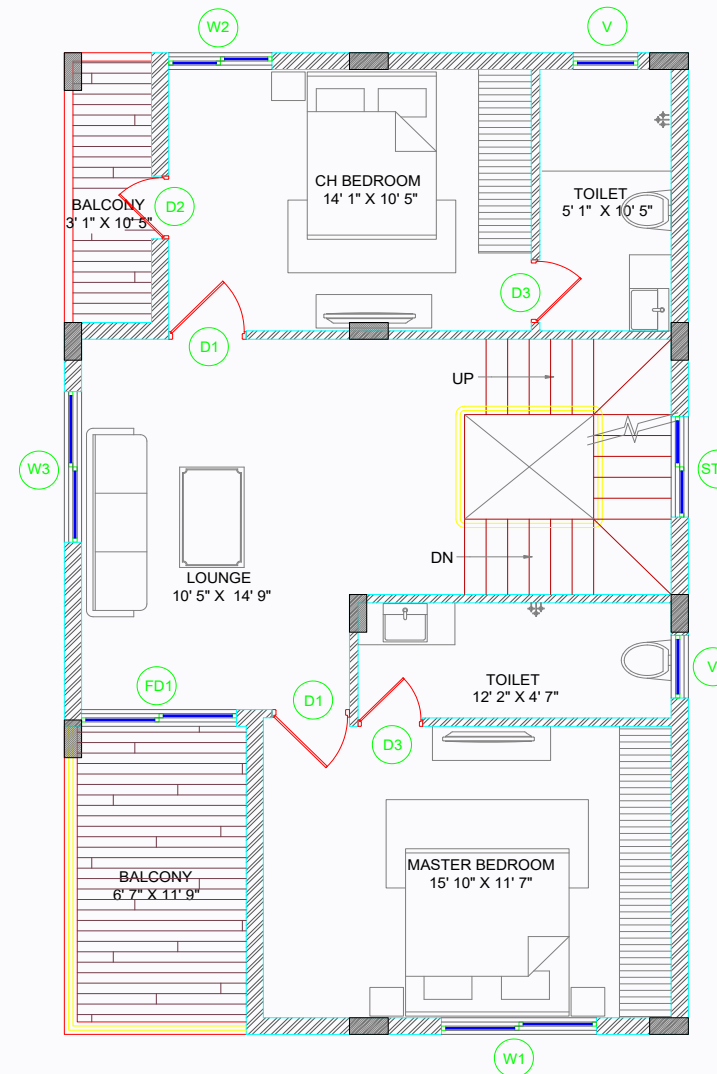 W2
V
CH BEDROOM
14' 1" X 10' 5"
TOILET
5' 1" X 10' 5"
BALCONY
3' 1" X 10' 5"
D2
D3
D1
UP
W3
ST
DN
LOUNGE
10' 5" X 14' 9"
TOILET
12' 2" X 4' 7"
V
FD1
D1
D3
MASTER BEDROOM
15' 10" X 11' 7"
BALCONY
6' 7" X 11' 9"
W1